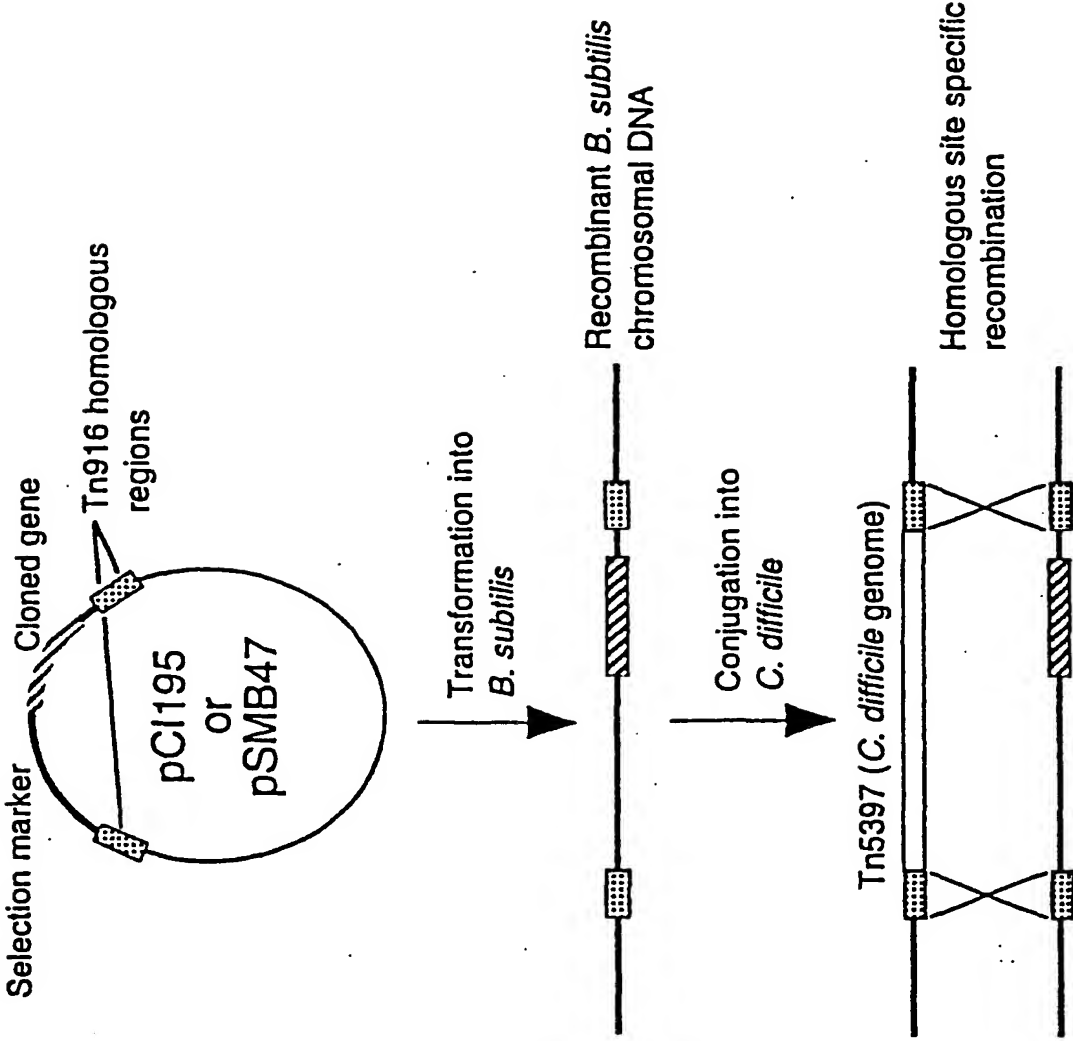 Selection marker
Cloned gene
Tn916 homologous
regions
pCI195
or
pSMB47
Transformation into
B. subtilis
Recombinant B. subtilis
chromosomal DNA
Conjugation into
C. difficile
Tn5397 (C. difficile genome)
Homologous site specific
recombination